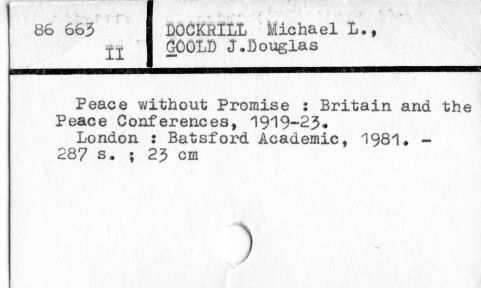 86 663
II
DOCKRILL Michael L.,
GOOLD J.Douglas
Peace without Promise : Britain and the
Peace Conferences, 1919-23.
London : Batsford Academic, 1981. -
287 s. ; 23 cm